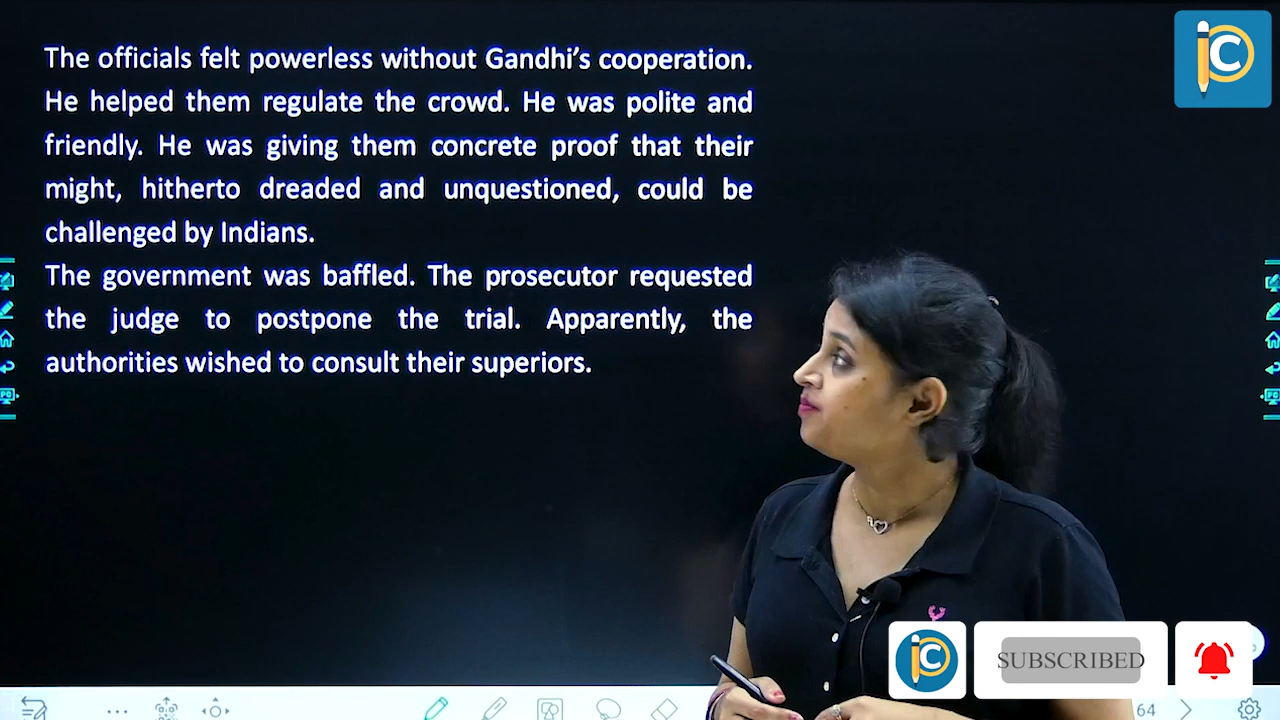 The officials felt powerless without Gandhi’s cooperation.
He helped them regulate the crowd. He was polite and
friendly. He was giving them concrete proof that their
might, hitherto dreaded and unquestioned, could be
challenged by Indians.
The government was baffled. The prosecutor requested
the judge to postpone the trial. Apparently, the
authorities wished to consult their superiors.
SUBSCRIBED
64